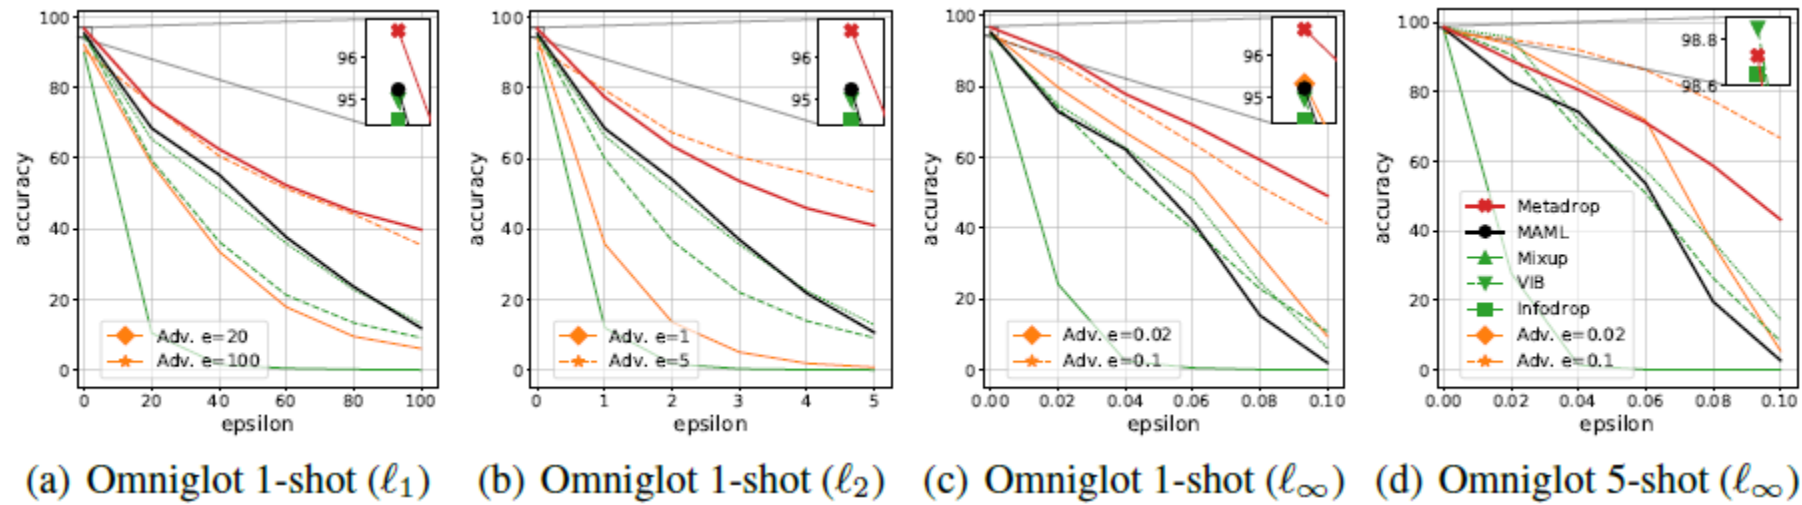 100
80
60
40
20
0
accuracy
96
95
Adv. e=20
Adv. e=100
0 20 40 60 80 100
epsilon
(a) Omniglot 1-shot (ℓ₁)
100
80
60
40
20
0
accuracy
96
95
Adv. e=1
Adv. e=5
0 1 2 3 4 5
epsilon
(b) Omniglot 1-shot (ℓ₂)
100
80
60
40
20
0
accuracy
96
95
Adv. e=0.02
Adv. e=0.1
0.00 0.02 0.04 0.06 0.08 0.10
epsilon
(c) Omniglot 1-shot (ℓ∞)
100
80
60
40
20
0
accuracy
98.8
98.6
Metadrop
MAML
Mixup
VIB
Infodrop
Adv. e=0.02
Adv. e=0.1
0.00 0.02 0.04 0.06 0.08 0.10
epsilon
(d) Omniglot 5-shot (ℓ∞)